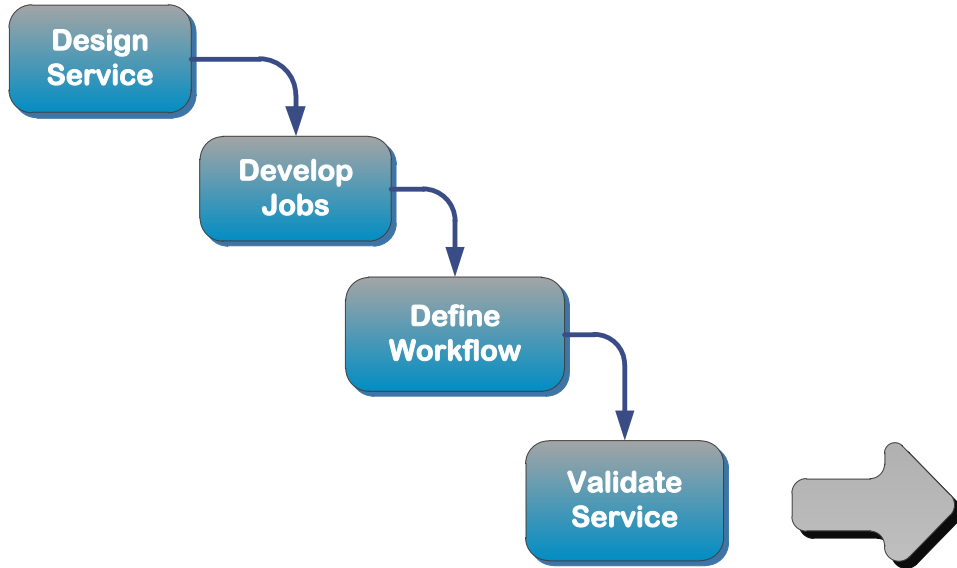 Design
Service
Develop
Jobs
Define
Workflow
Validate
Service